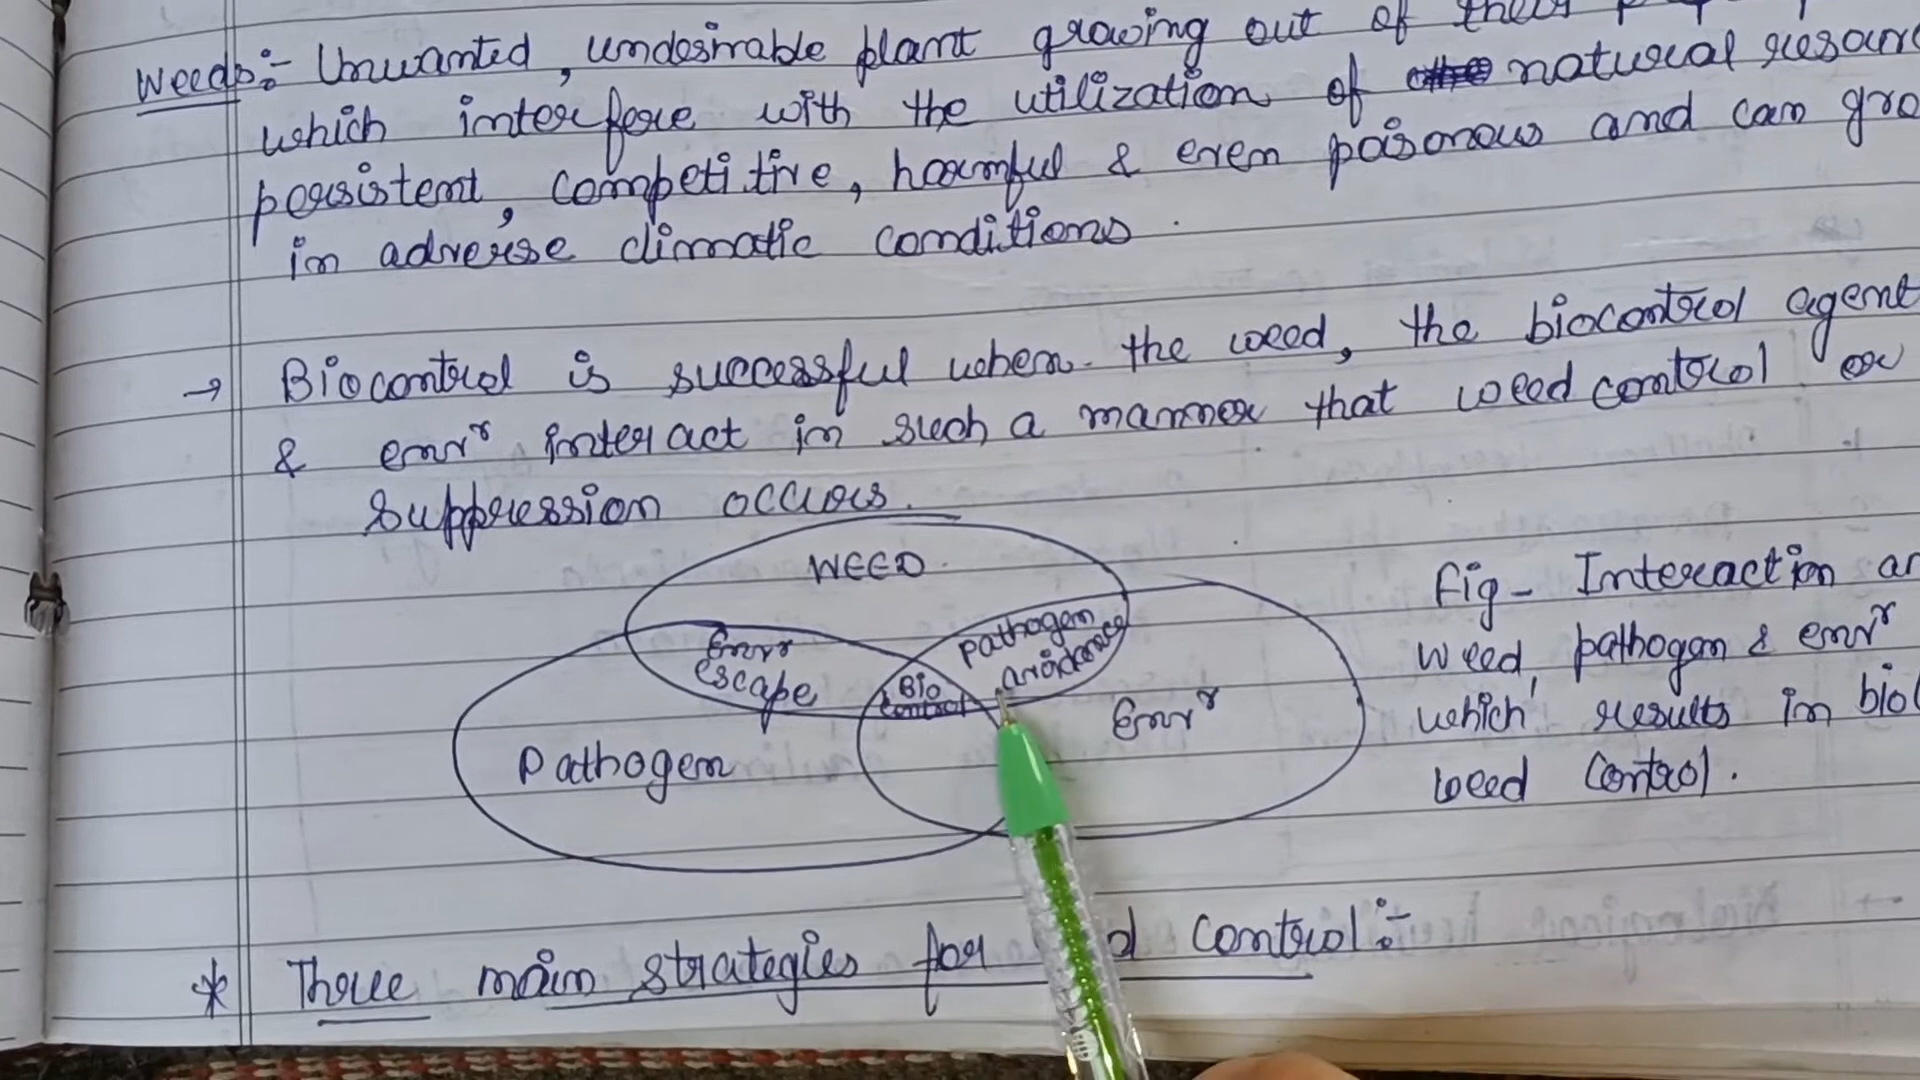 Weeds:- Unwanted, undesirable plant growing out of their
which interfere with the utilization of natural
persistent, competitive, harmful & even poisonous and can
in adverse climatic conditions.
→ Biocontrol is successful when the weed, the biocontrol agent
& envʳ interact in such a manner that weed control or
suppression occurs.
WEED
Envʳ
escape
Pathogen
avoidence
Bio
control
Pathogen
Envʳ
Fig - Interaction
weed, pathogen & envʳ
which results in
weed control.
* Three main strategies for control:-